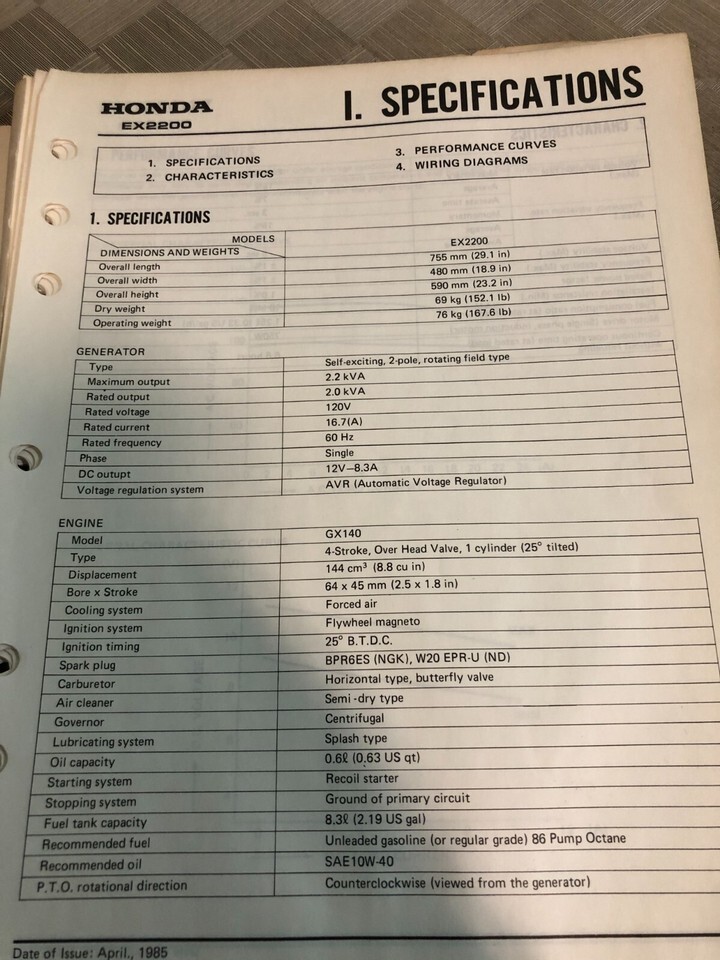 HONDA
EX2200
I. SPECIFICATIONS
1. SPECIFICATIONS
2. CHARACTERISTICS
3. PERFORMANCE CURVES
4. WIRING DIAGRAMS
1. SPECIFICATIONS
MODELS
DIMENSIONS AND WEIGHTS EX2200
Overall length 755 mm (29.1 in)
Overall width 480 mm (18.9 in)
Overall height 590 mm (23.2 in)
Dry weight 69 kg (152.1 lb)
Operating weight 76 kg (167.6 lb)
GENERATOR
Type Self-exciting, 2-pole, rotating field type
Maximum output 2.2 kVA
Rated output 2.0 kVA
Rated voltage 120V
Rated current 16.7(A)
Rated frequency 60 Hz
Phase Single
DC outupt 12V–8.3A
Voltage regulation system AVR (Automatic Voltage Regulator)
ENGINE
Model GX140
Type 4-Stroke, Over Head Valve, 1 cylinder (25° tilted)
Displacement 144 cm³ (8.8 cu in)
Bore x Stroke 64 x 45 mm (2.5 x 1.8 in)
Cooling system Forced air
Ignition system Flywheel magneto
Ignition timing 25° B.T.D.C.
Spark plug BPR6ES (NGK), W20 EPR-U (ND)
Carburetor Horizontal type, butterfly valve
Air cleaner Semi-dry type
Governor Centrifugal
Lubricating system Splash type
Oil capacity 0.6ℓ (0.63 US qt)
Starting system Recoil starter
Stopping system Ground of primary circuit
Fuel tank capacity 8.3ℓ (2.19 US gal)
Recommended fuel Unleaded gasoline (or regular grade) 86 Pump Octane
Recommended oil SAE10W-40
P.T.O. rotational direction Counterclockwise (viewed from the generator)
Date of Issue: April., 1985